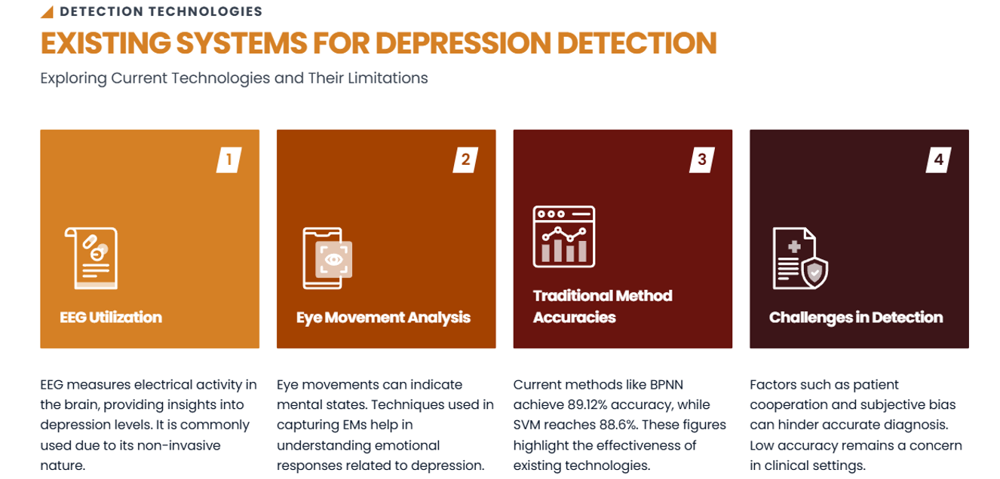 DETECTION TECHNOLOGIES
EXISTING SYSTEMS FOR DEPRESSION DETECTION
Exploring Current Technologies and Their Limitations
1
EEG Utilization
EEG measures electrical activity in
the brain, providing insights into
depression levels. It is commonly
used due to its non-invasive
nature.
2
Eye Movement Analysis
Eye movements can indicate
mental states. Techniques used in
capturing EMs help in
understanding emotional
responses related to depression.
3
Traditional Method
Accuracies
Current methods like BPNN
achieve 89.12% accuracy, while
SVM reaches 88.6%. These figures
highlight the effectiveness of
existing technologies.
4
Challenges in Detection
Factors such as patient
cooperation and subjective bias
can hinder accurate diagnosis.
Low accuracy remains a concern
in clinical settings.